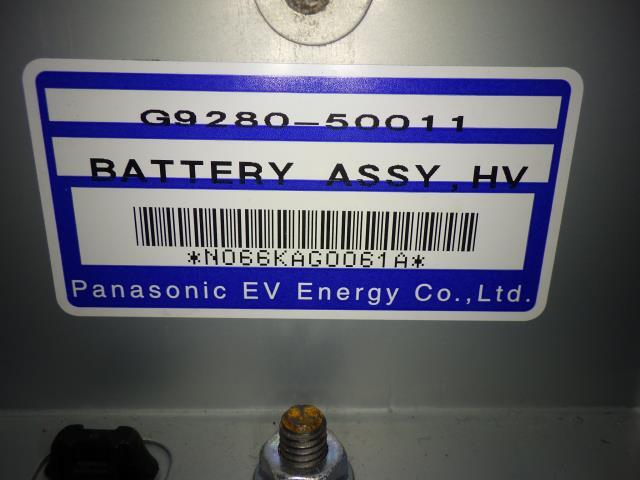 G9280-50011
BATTERY ASSY, HV
*N066KAG0061A*
Panasonic EV Energy Co.,Ltd.